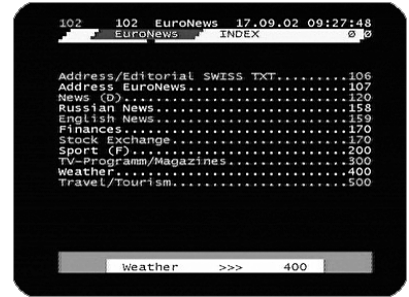 102 102 EuroNews 17.09.02 09:27:48
EuroNews INDEX
Address/Editorial SWISS TXT.........106
Address EuroNews....................107
News (D)............................120
Russian News........................158
English News........................159
Finances............................170
Stock Exchange......................170
Sport (F)...........................200
TV-Programm/Magazines...............300
Weather.............................400
Travel/Tourism......................500
Weather >>> 400